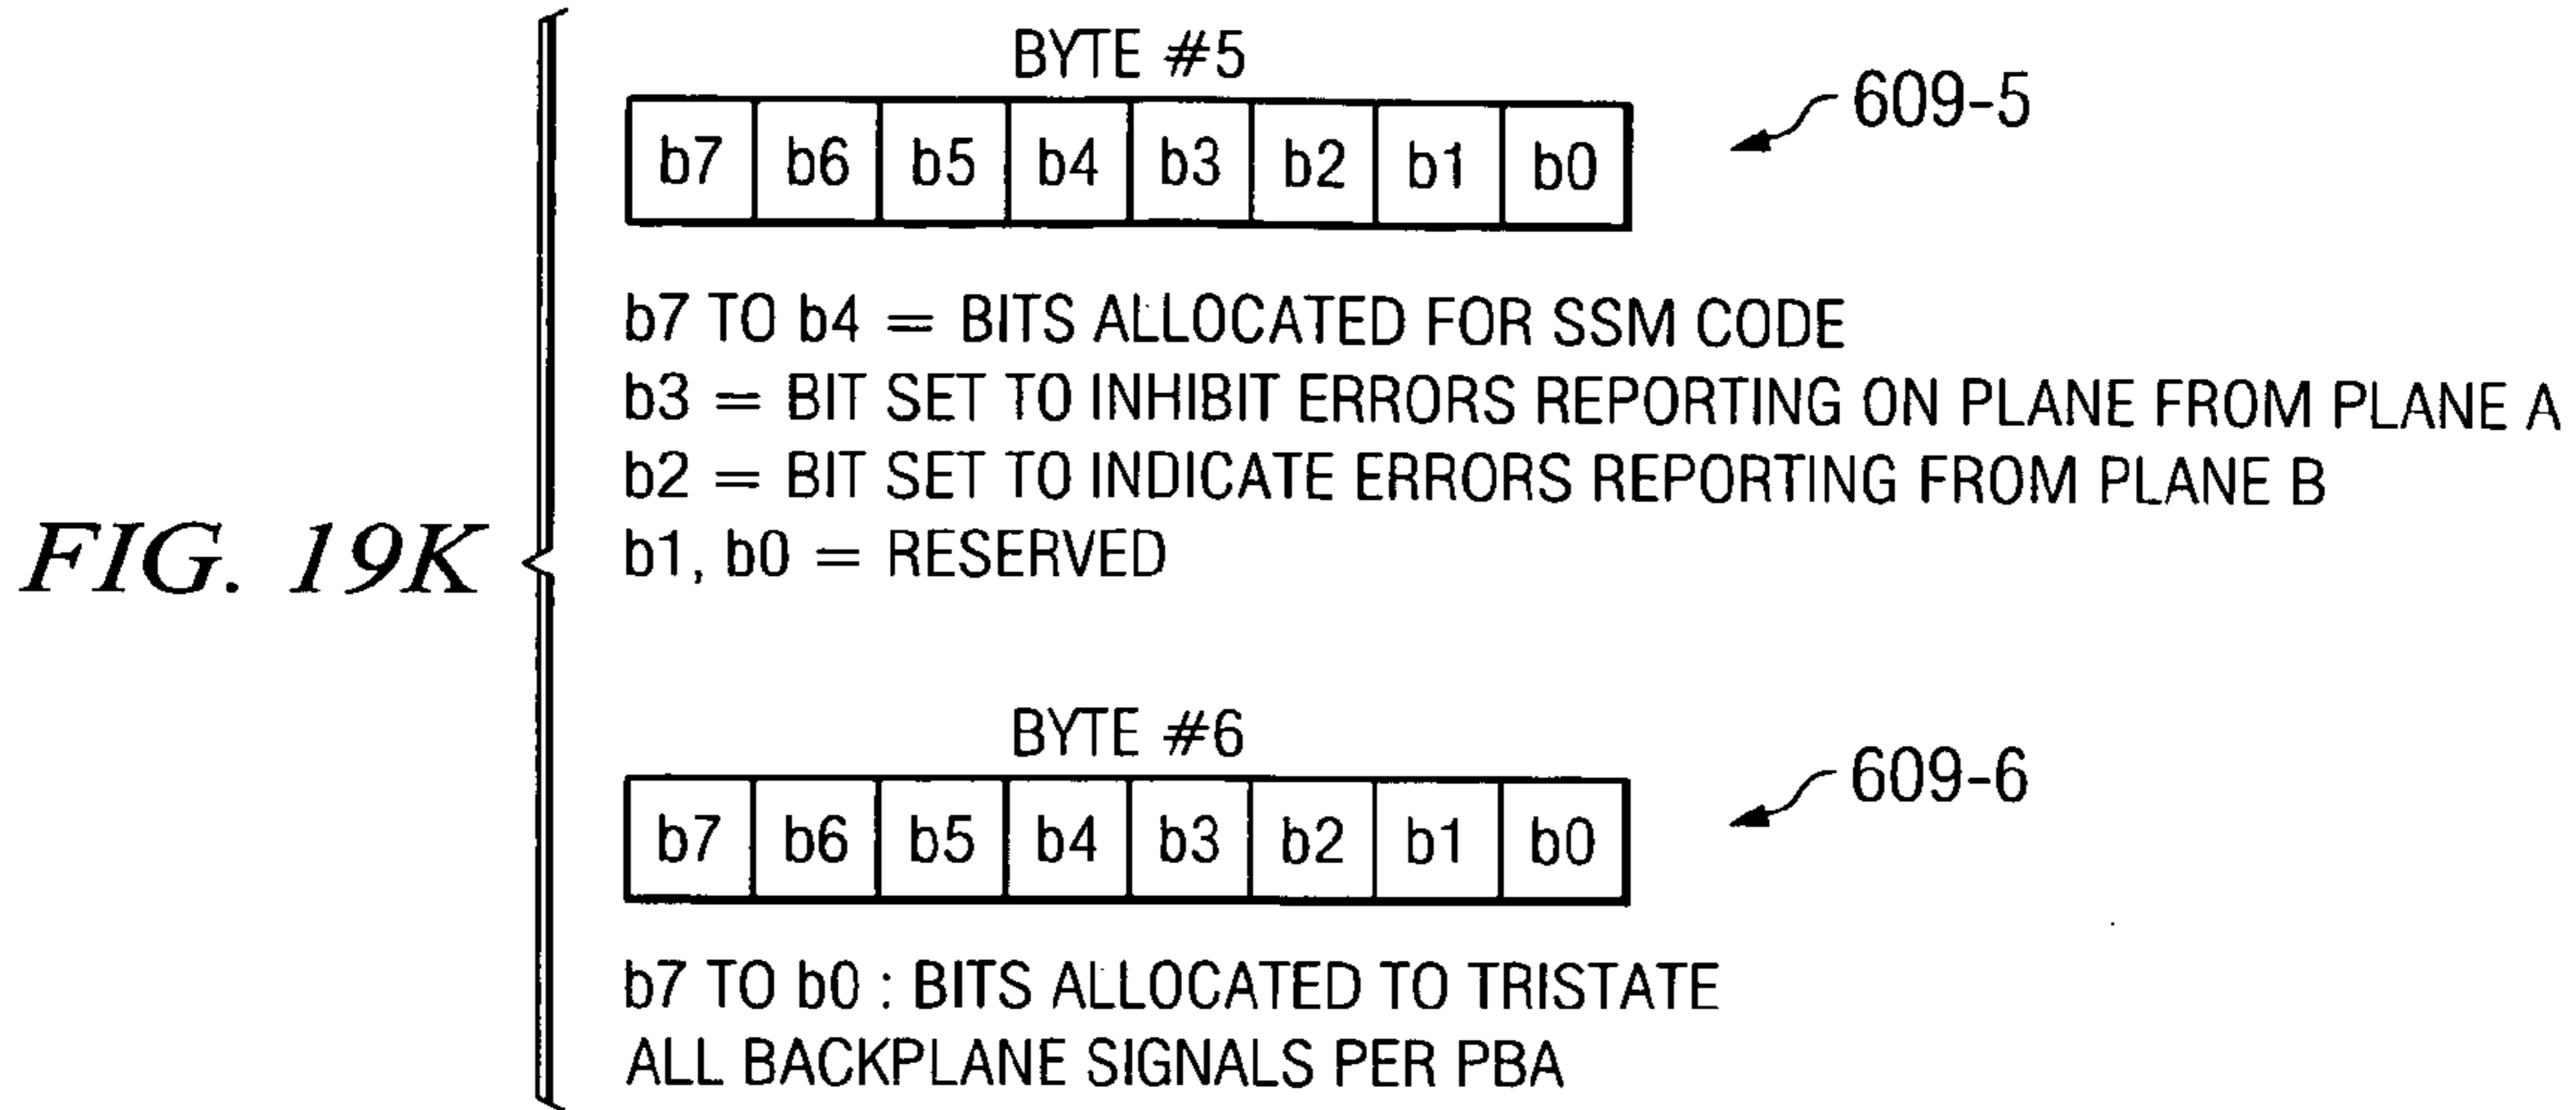 BYTE #5
b7 b6 b5 b4 b3 b2 b1 b0
609-5
b7 TO b4 = BITS ALLOCATED FOR SSM CODE
b3 = BIT SET TO INHIBIT ERRORS REPORTING ON PLANE FROM PLANE A
b2 = BIT SET TO INDICATE ERRORS REPORTING FROM PLANE B
b1, b0 = RESERVED
FIG. 19K
BYTE #6
b7 b6 b5 b4 b3 b2 b1 b0
609-6
b7 TO b0 : BITS ALLOCATED TO TRISTATE
ALL BACKPLANE SIGNALS PER PBA